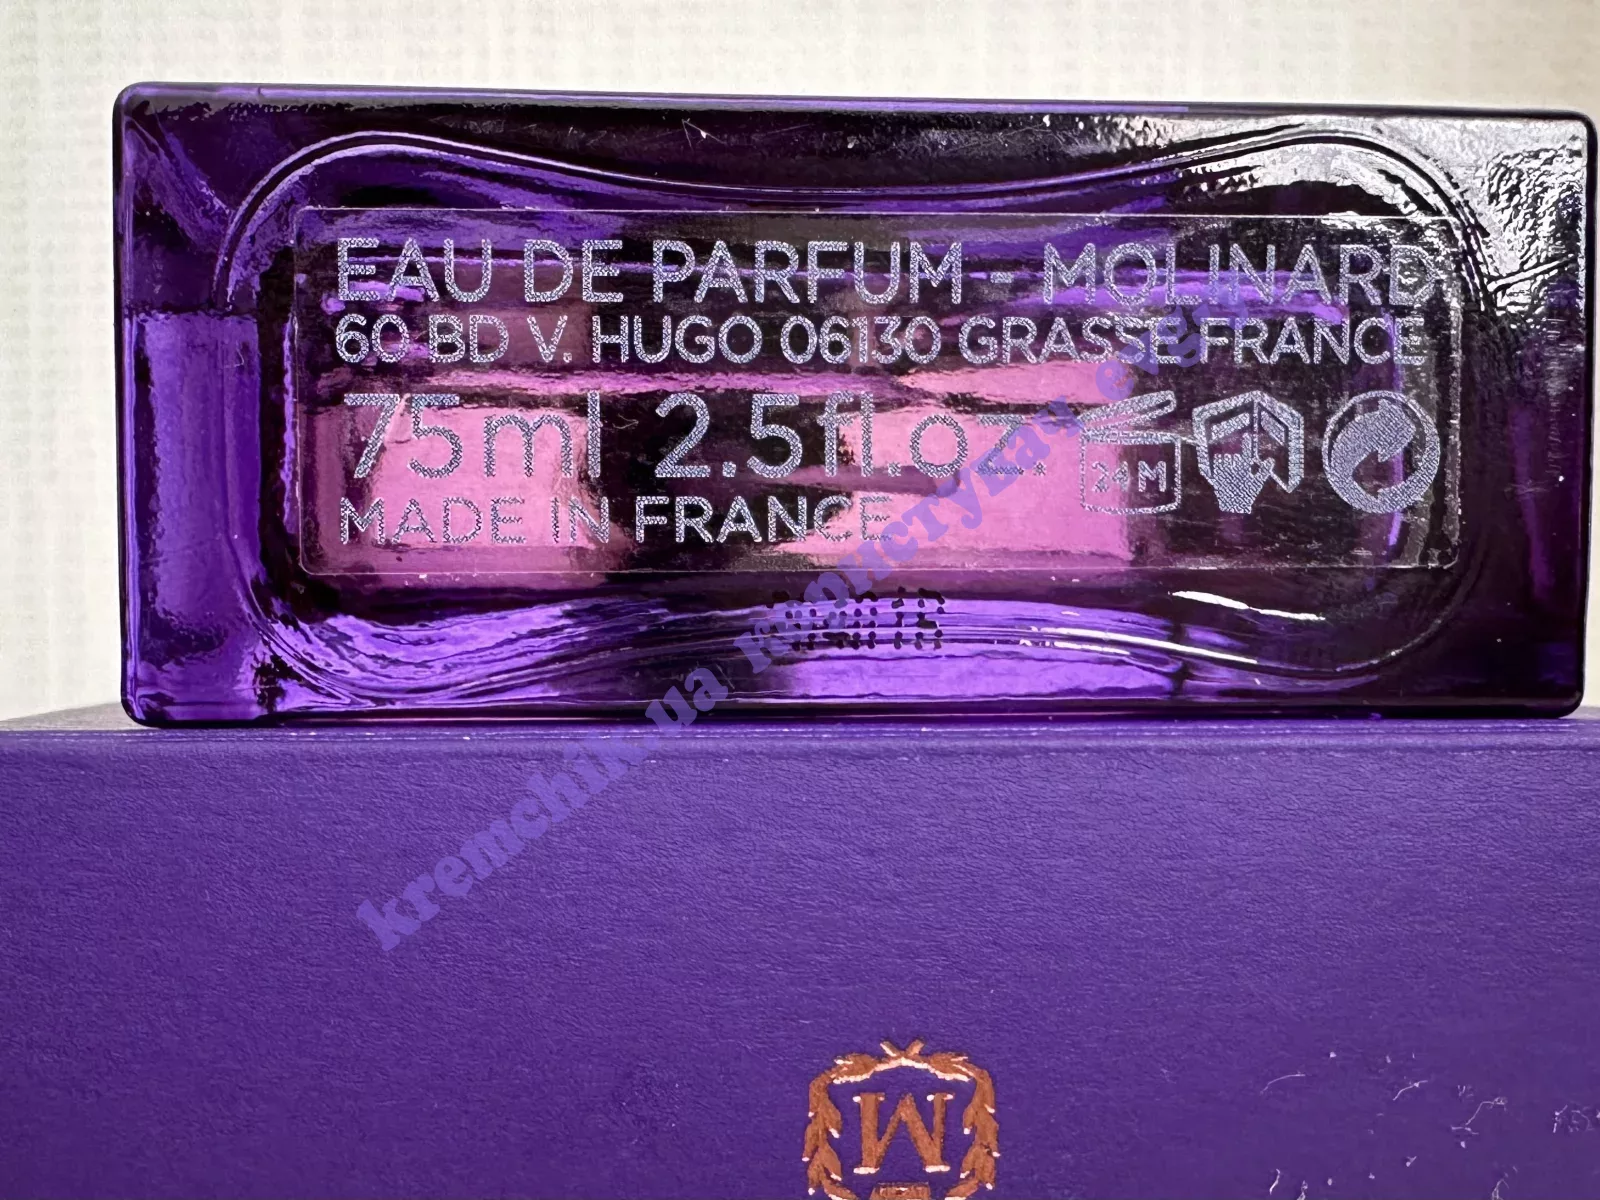 EAU DE PARFUM - MOLINARD
60 BD V. HUGO 06130 GRASSE FRANCE
75ml 2.5fl.oz.
24M
MADE IN FRANCE
kremchik.ua користувач
M